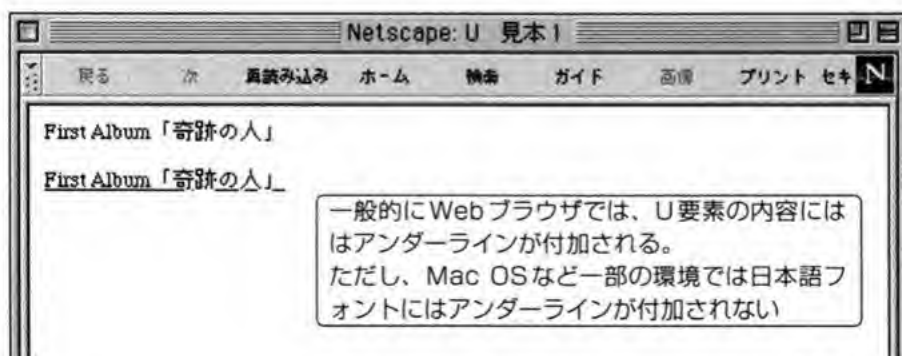 Netscape: U 見本1
戻る 次 再読み込み ホーム 検索 ガイド 画像 プリント セキ N
First Album「奇跡の人」
First Album「奇跡の人」
一般的にWebブラウザでは、U要素の内容には
はアンダーラインが付加される。
ただし、Mac OSなど一部の環境では日本語フ
ォントにはアンダーラインが付加されない